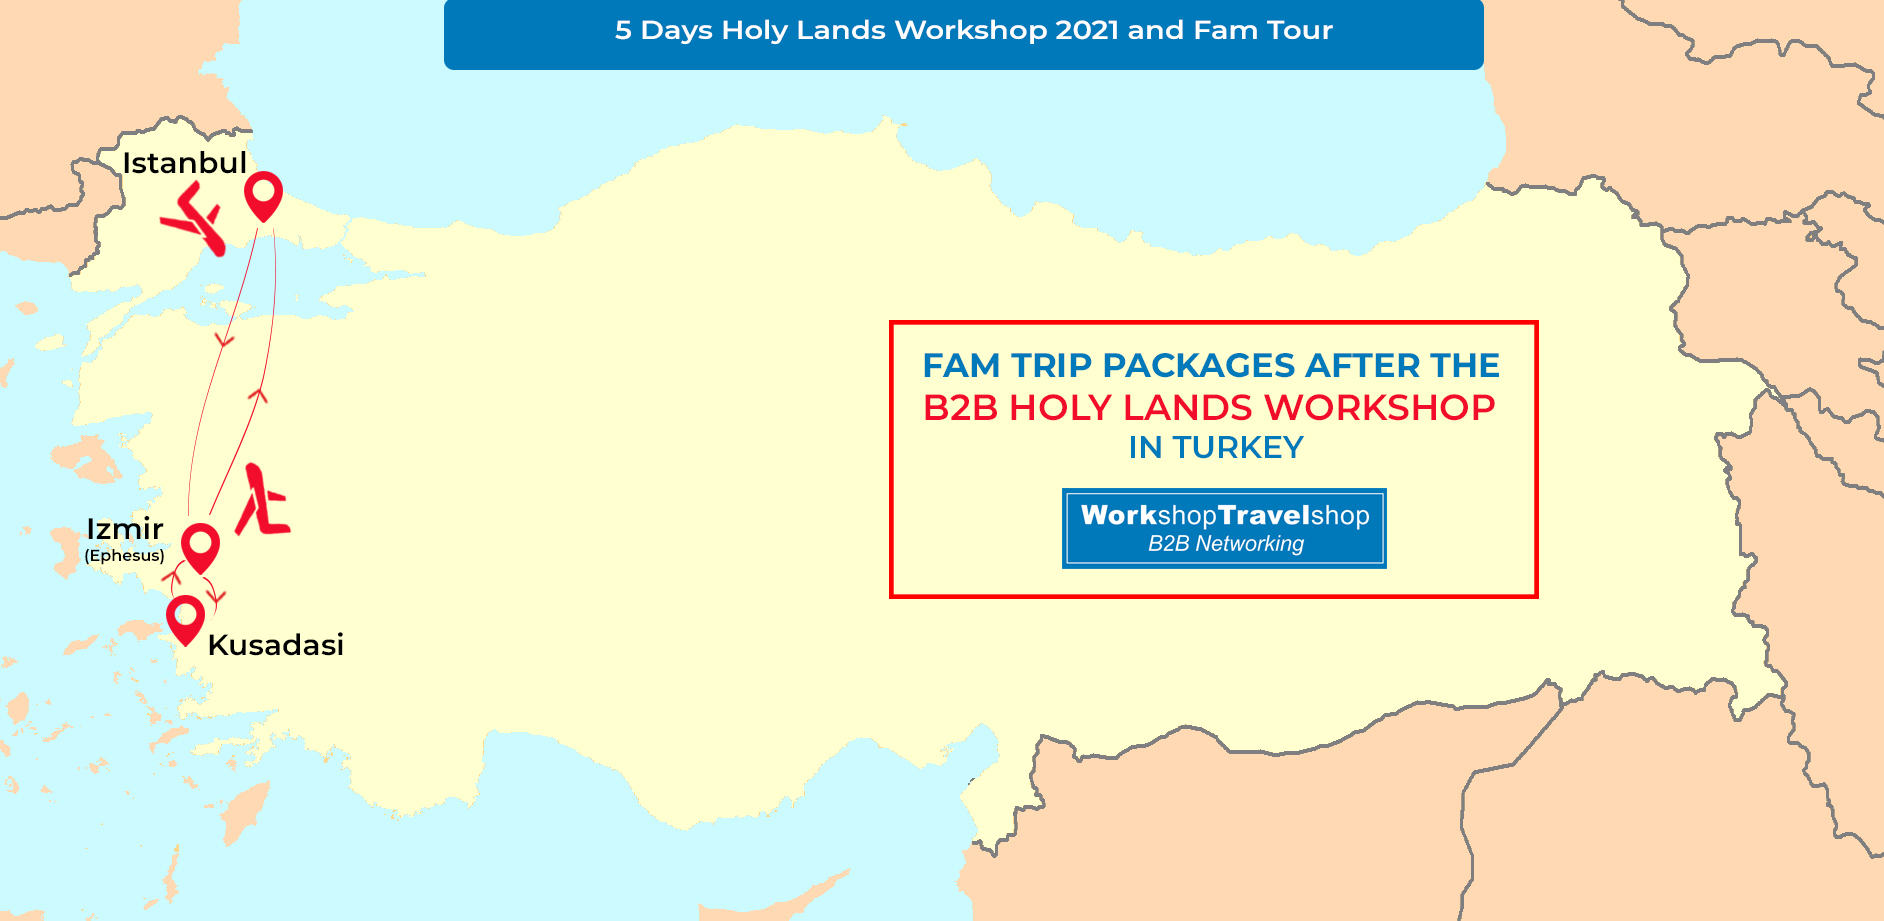 5 Days Holy Lands Workshop 2021 and Fam Tour
Istanbul
FAM TRIP PACKAGES AFTER THE
B2B HOLY LANDS WORKSHOP
IN TURKEY
WorkshopTravelshop
B2B Networking
Izmir
(Ephesus)
Kusadasi